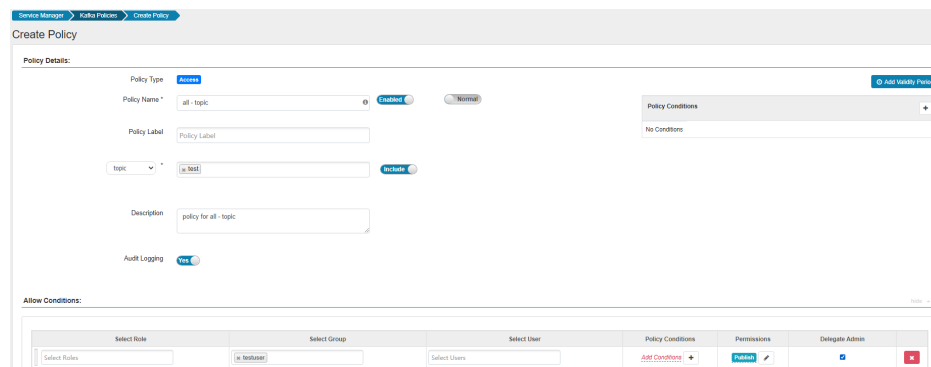 Service Manager Kafka Policies Create Policy
Create Policy
Policy Details:
Policy Type Access
Add Validity Perio
Policy Name * all - topic Enabled Normal
Policy Conditions +
No Conditions
Policy Label Policy Label
topic * × test Include
Description policy for all - topic
Audit Logging Yes
Allow Conditions:
Hide
Select Role Select Group Select User Policy Conditions Permissions Delegate Admin
Select Roles × testuser Select Users Add Conditions + Publish ×